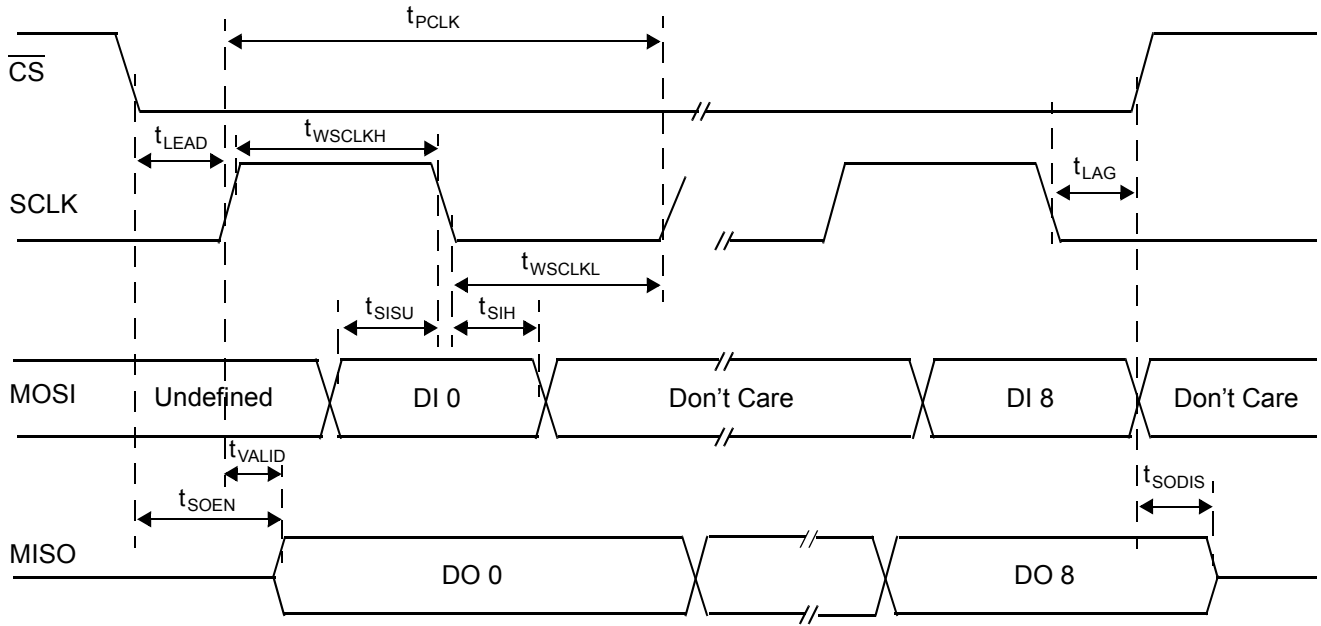 tPCLK
CS
tLEAD
tWSCLKH
tLAG
SCLK
tWSCLKL
tSISU
tSIH
MOSI
Undefined
DI 0
Don't Care
DI 8
Don't Care
tVALID
tSOEN
tSODIS
MISO
DO 0
DO 8